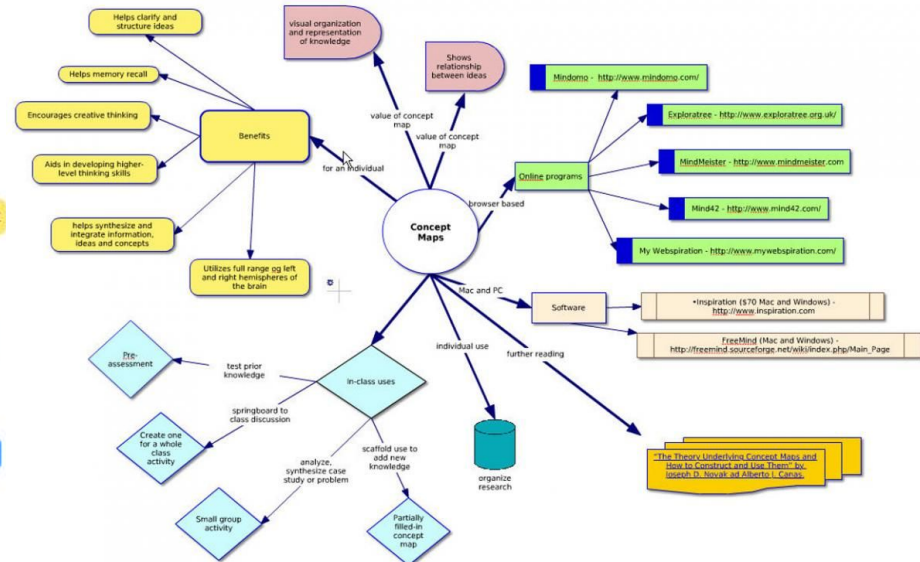 Helps clarify and
structure ideas
Helps memory recall
Encourages creative thinking
Aids in developing higher-
level thinking skills
helps synthesize and
integrate information,
ideas and concepts
Utilizes full range og left
and right hemispheres of
the brain
Benefits
for an individual
visual organization
and representation
of knowledge
Shows
relationship
between ideas
value of concept
map
value of concept
map
Concept
Maps
browser based
Online programs
Mindomo - http://www.mindomo.com/
Exploratree - http://www.exploratree.org.uk/
MindMeister - http://www.mindmeister.com
Mind42 - http://www.mind42.com/
My Webspiration - http://www.mywebspiration.com/
Mac and PC
Software
•Inspiration ($70 Mac and Windows) -
http://www.inspiration.com
FreeMind (Mac and Windows) -
http://freemind.sourceforge.net/wiki/index.php/Main_Page
individual use
further reading
organize
research
"The Theory Underlying Concept Maps and
How to Construct and Use Them" by
Joseph D. Novak ad Alberto J. Canas.
in-class uses
test prior
knowledge
Pre-
assessment
springboard to
class discussion
Create one
for a whole
class
activity
analyze,
synthesize case
study or problem
Small group
activity
scaffold use to
add new
knowledge
Partially
filled-in
concept
map